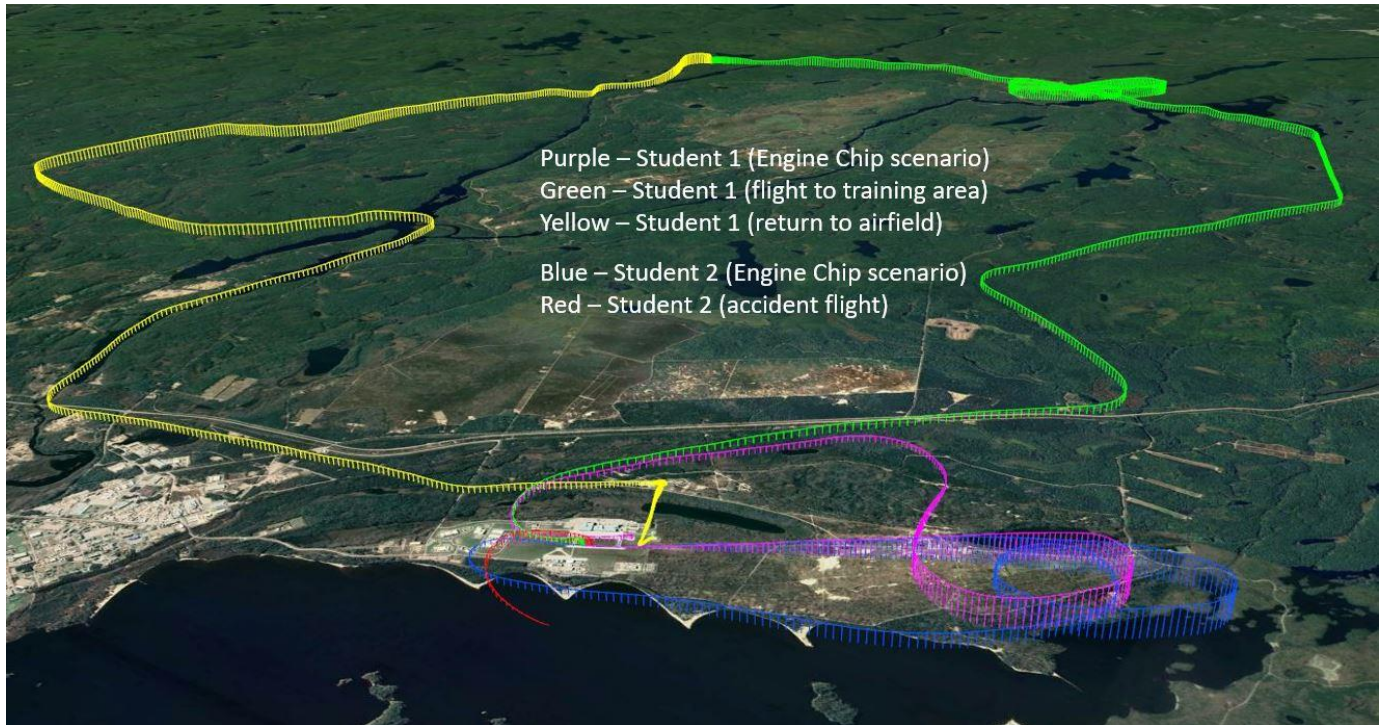 Purple – Student 1 (Engine Chip scenario)
Green – Student 1 (flight to training area)
Yellow – Student 1 (return to airfield)
Blue – Student 2 (Engine Chip scenario)
Red – Student 2 (accident flight)